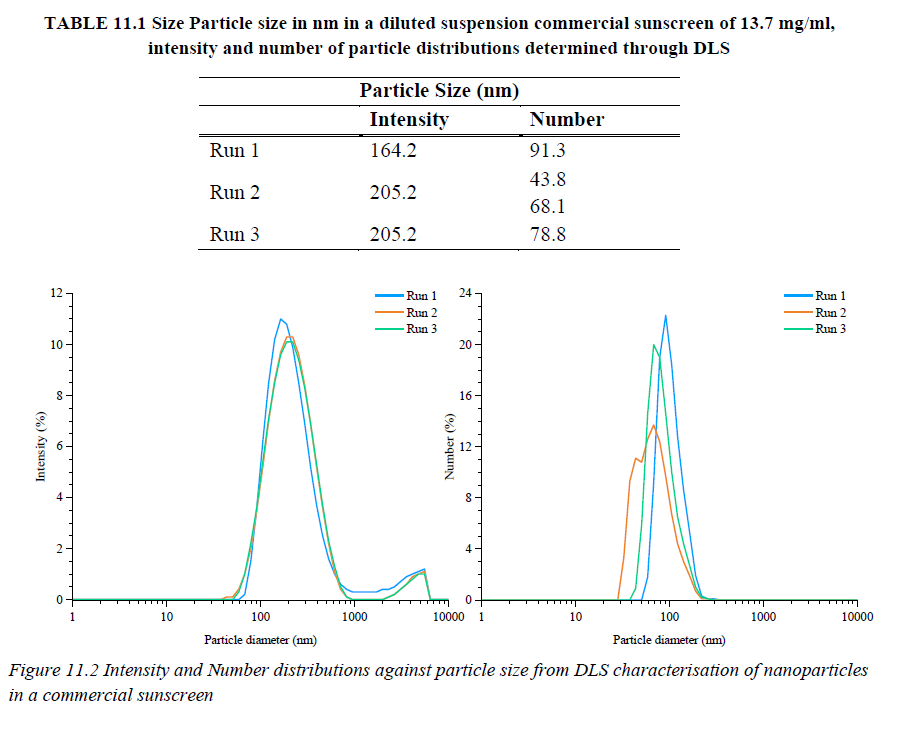 TABLE 11.1 Size Particle size in nm in a diluted suspension commercial sunscreen of 13.7 mg/ml,
intensity and number of particle distributions determined through DLS
Particle Size (nm)
Intensity Number
Run 1 164.2 91.3
43.8
Run 2 205.2
68.1
Run 3 205.2 78.8
12
10
8
6
4
2
0
Intensity (%)
1 10 100 1000 10000
Particle diameter (nm)
Run 1
Run 2
Run 3
24
20
16
12
8
4
0
Number (%)
1 10 100 1000 10000
Particle diameter (nm)
Run 1
Run 2
Run 3
Figure 11.2 Intensity and Number distributions against particle size from DLS characterisation of nanoparticles
in a commercial sunscreen